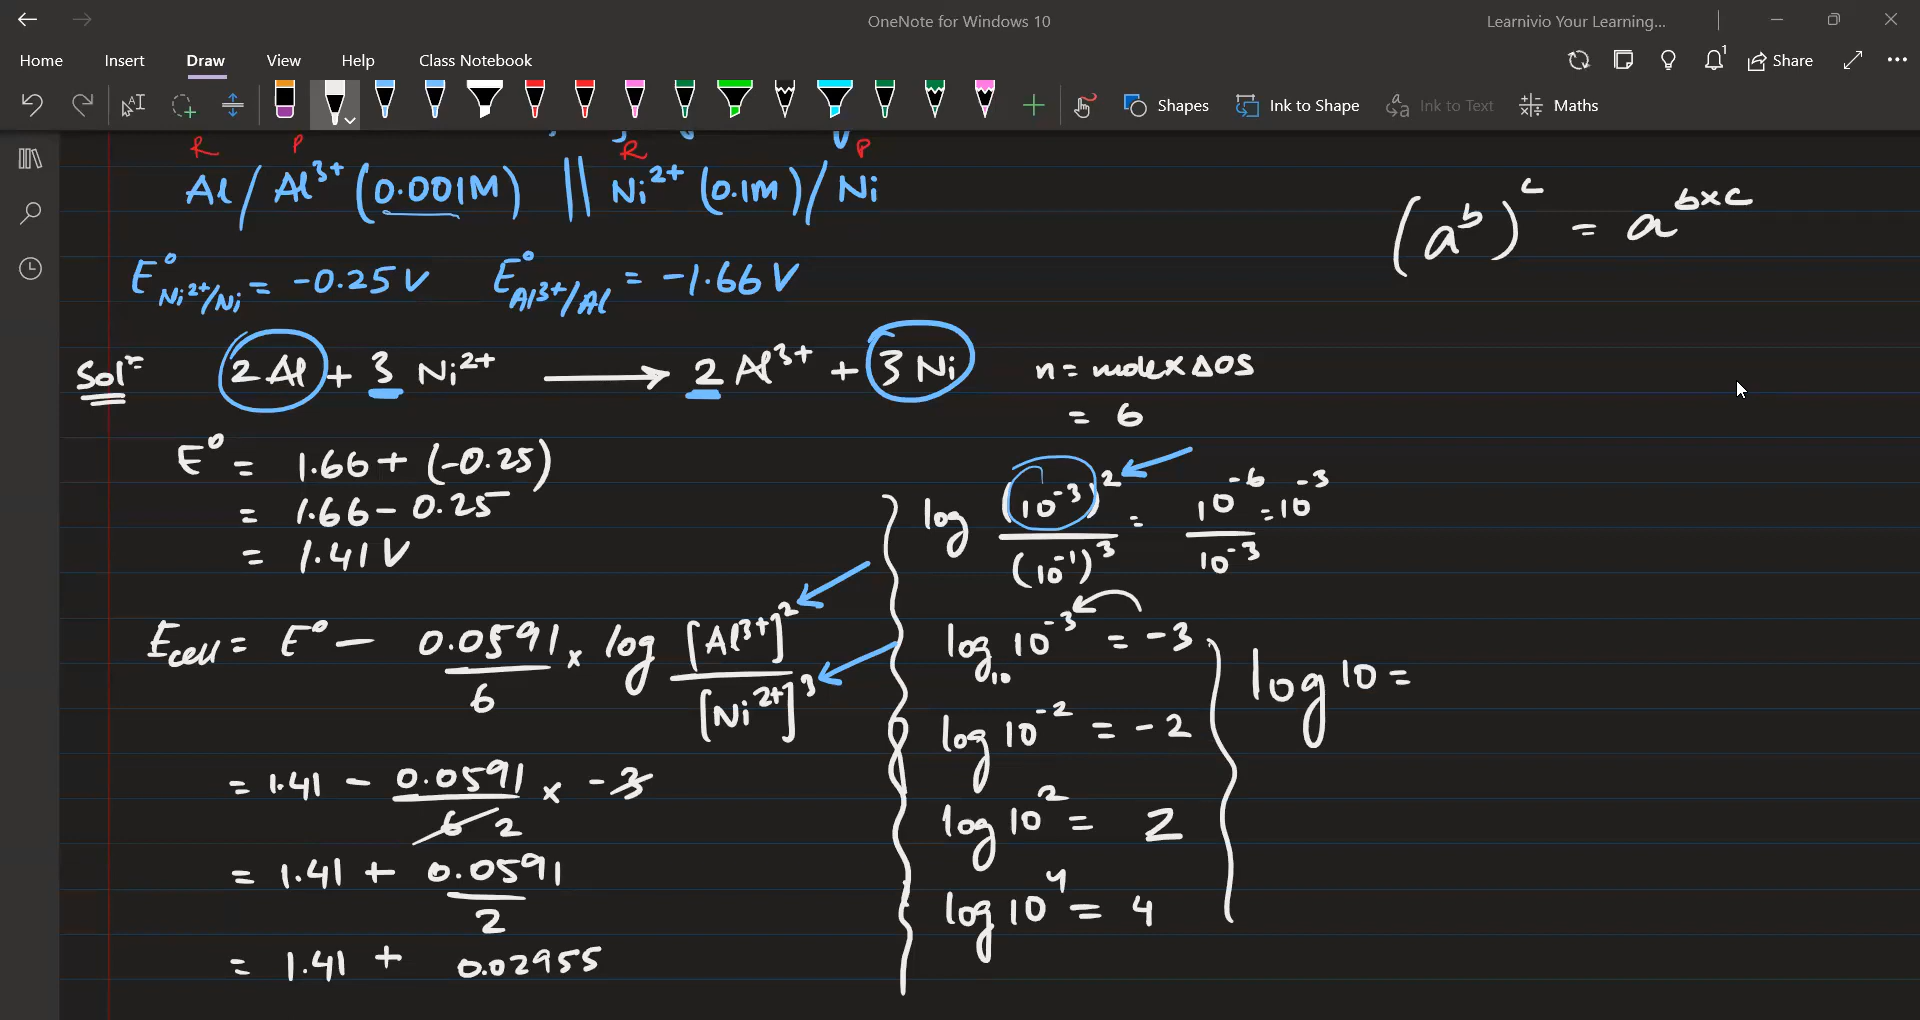 OneNote for Windows 10
Learnivio Your Learning...
Home Insert Draw View Help Class Notebook
1 Share
Shapes Ink to Shape Ink to Text Maths
R P R P
Al / Al³⁺ (0.001M) || Ni²⁺ (0.1M) / Ni
(a^b)^c = a^b×c
E°Ni²⁺/Ni = -0.25 V E°Al³⁺/Al = -1.66 V
Solⁿ 2 Al + 3 Ni²⁺ → 2 Al³⁺ + 3 Ni n = mole × ΔOS
= 6
E° = 1.66 + (-0.25)
= 1.66 - 0.25
= 1.41 V
log (10⁻³)² / (10⁻¹)³ = 10⁻⁶ / 10⁻³ = 10⁻³
Ecell = E° - 0.0591 / 6 × log [Al³⁺]² / [Ni²⁺]³
= 1.41 - 0.0591 / 6 2 × -3
= 1.41 + 0.0591 / 2
= 1.41 + 0.02955
log₁₀ 10⁻³ = -3
log 10⁻² = -2
log 10² = 2
log 10⁴ = 4
log 10 =